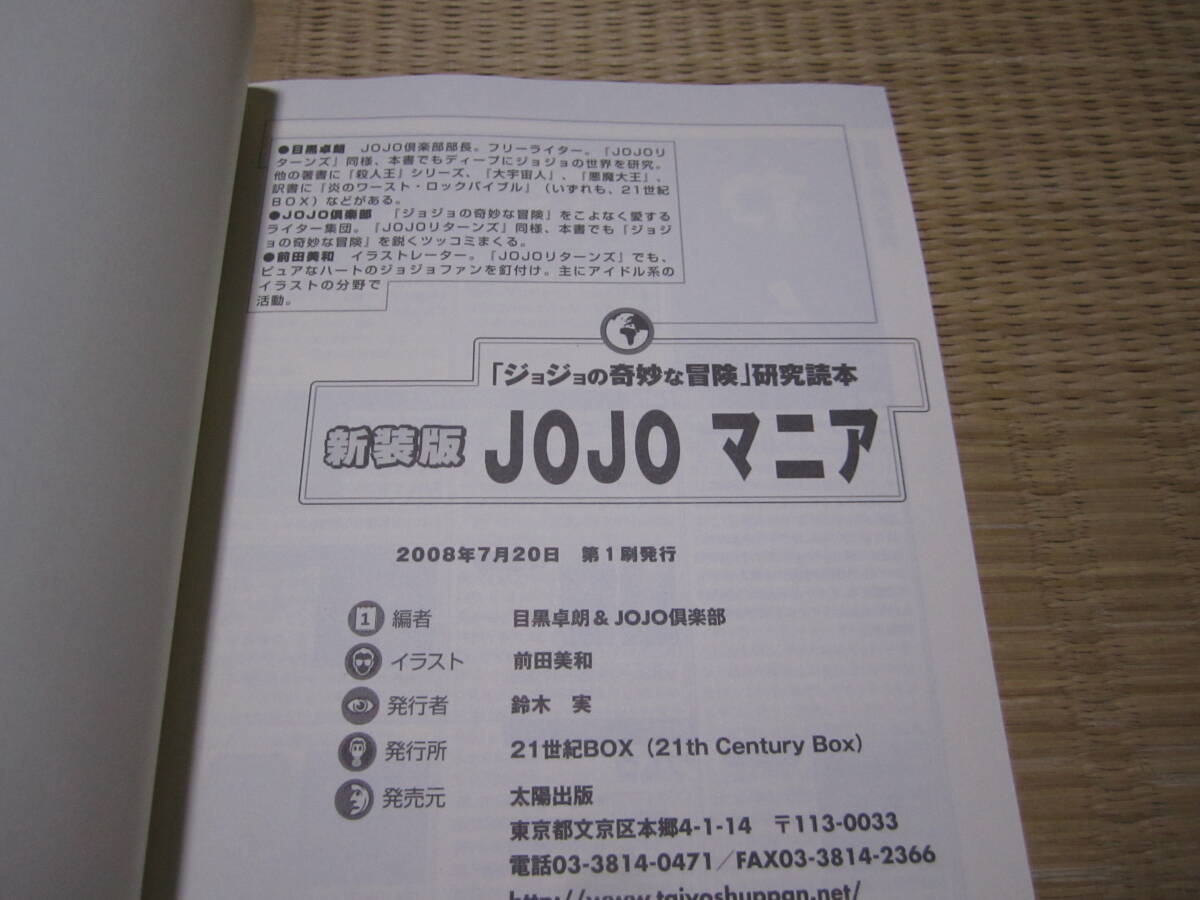 ●目黒卓朗　JOJO倶楽部部長。フリーライター。『JOJOリ
ターンズ』同様、本書でもディープにジョジョの世界を研究。
他の著書に『殺人王』シリーズ、『大宇宙人』、『悪魔大王』、
訳書に『炎のワースト・ロックバイブル』（いずれも、21世紀
BOX）などがある。
●JOJO倶楽部　『ジョジョの奇妙な冒険』をこよなく愛する
ライター集団。『JOJOリターンズ』同様、本書でも『ジョジ
ョの奇妙な冒険』を鋭くツッコミまくる。
●前田美和　イラストレーター。『JOJOリターンズ』でも、
ピュアなハートのジョジョファンを釘付け。主にアイドル系の
イラストの分野で
活動。
「ジョジョの奇妙な冒険」研究読本
新装版 JOJO マニア
2008年7月20日　第1刷発行
1 編者　目黒卓朗 & JOJO倶楽部
イラスト　前田美和
発行者　鈴木　実
発行所　21世紀BOX（21th Century Box）
発売元　太陽出版
東京都文京区本郷4-1-14　〒113-0033
電話03-3814-0471／FAX03-3814-2366
http://www.taiyoshuppan.net/